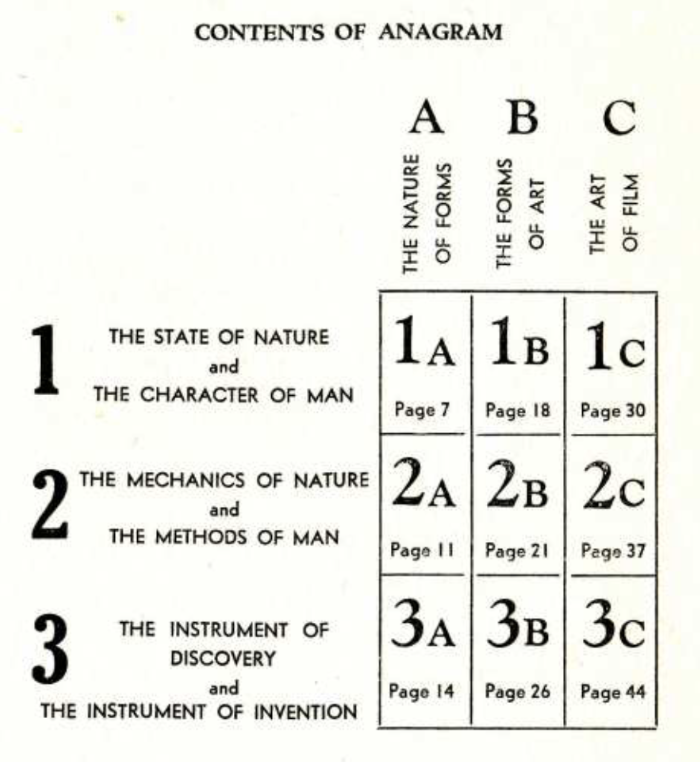 CONTENTS OF ANAGRAM
A B C
THE NATURE
OF FORMS
THE FORMS
OF ART
THE ART
OF FILM
1
THE STATE OF NATURE
and
THE CHARACTER OF MAN
1A 1B 1C
Page 7 Page 18 Page 30
2
THE MECHANICS OF NATURE
and
THE METHODS OF MAN
2A 2B 2C
Page 11 Page 21 Page 37
3
THE INSTRUMENT OF
DISCOVERY
and
THE INSTRUMENT OF INVENTION
3A 3B 3C
Page 14 Page 26 Page 44